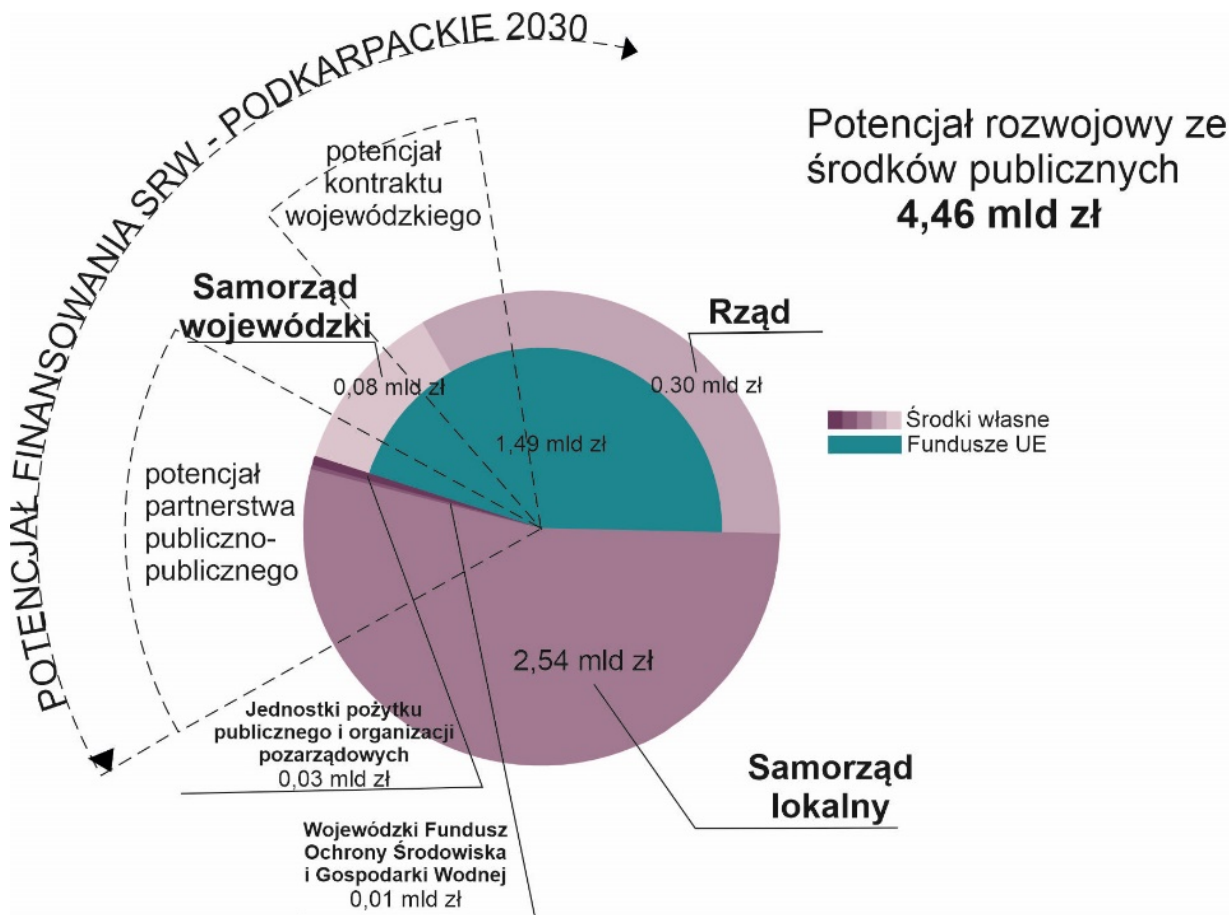 POTENCJAŁ FINANSOWANIA SRW - PODKARPACKIE 2030
Potencjał rozwojowy ze
środków publicznych
4,46 mld zł
potencjał
kontraktu
wojewódzkiego
Samorząd
wojewódzki
0,08 mld zł
Rząd
0.30 mld zł
1,49 mld zł
Środki własne
Fundusze UE
potencjał
partnerstwa
publiczno-
publicznego
2,54 mld zł
Jednostki pożytku
publicznego i organizacji
pozarządowych
0,03 mld zł
Samorząd
lokalny
Wojewódzki Fundusz
Ochrony Środowiska
i Gospodarki Wodnej
0,01 mld zł